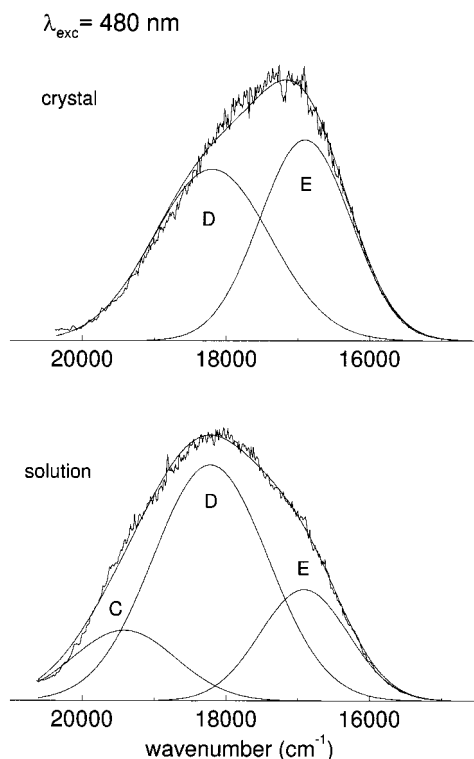 λexc= 480 nm
crystal
D
E
20000 18000 16000
solution
D
E
C
20000 18000 16000
wavenumber (cm⁻¹)